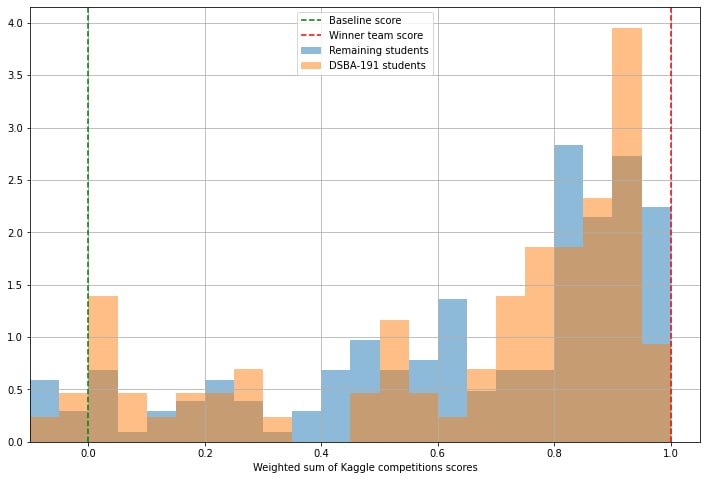 Baseline score
Winner team score
Remaining students
DSBA-191 students
4.0
3.5
3.0
2.5
2.0
1.5
1.0
0.5
0.0
0.0 0.2 0.4 0.6 0.8 1.0
Weighted sum of Kaggle competitions scores